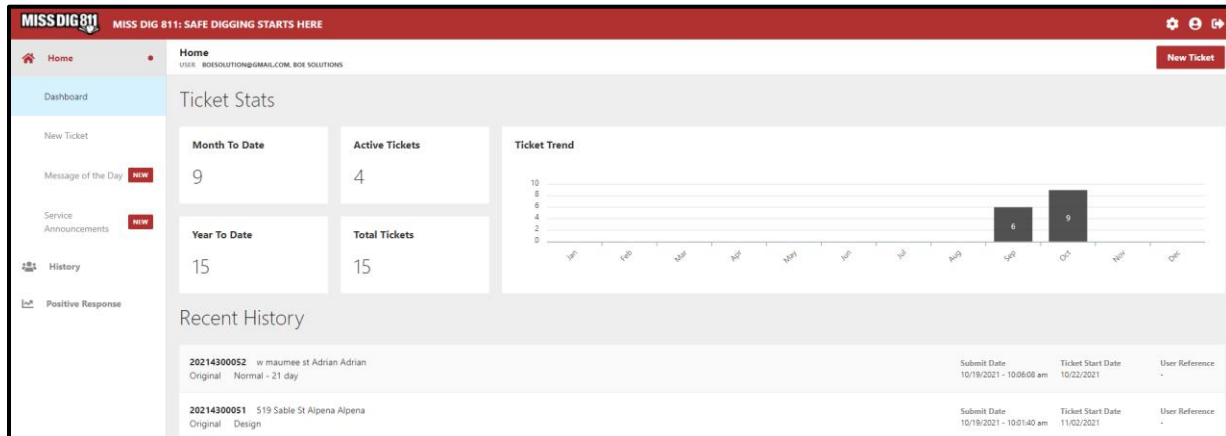 MISS DIG 811 MISS DIG 811: SAFE DIGGING STARTS HERE
Home
Dashboard
New Ticket
Message of the Day NEW
Service
Announcements NEW
History
Positive Response
Home
USER BOESOLUTION@GMAIL.COM, BOE SOLUTIONS
New Ticket
Ticket Stats
Month To Date
9
Active Tickets
4
Year To Date
15
Total Tickets
15
Ticket Trend
10
8
6
4
2
0
6 9
Jan Feb Mar Apr May Jun Jul Aug Sep Oct Nov Dec
Recent History
20214300052 w maumee st Adrian Adrian
Original Normal - 21 day
Submit Date Ticket Start Date User Reference
10/19/2021 - 10:06:08 am 10/22/2021 -
20214300051 519 Sable St Alpena Alpena
Original Design
Submit Date Ticket Start Date User Reference
10/19/2021 - 10:01:40 am 11/02/2021 -